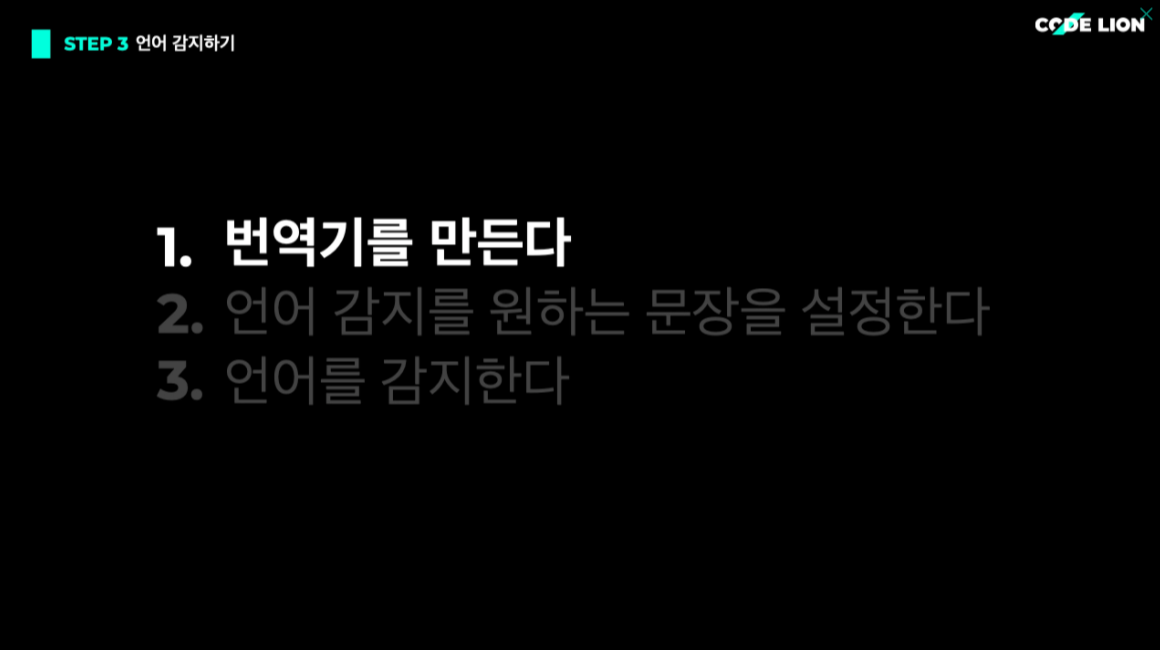 STEP 3 언어 감지하기
CODE LION
1. 번역기를 만든다
2. 언어 감지를 원하는 문장을 설정한다
3. 언어를 감지한다